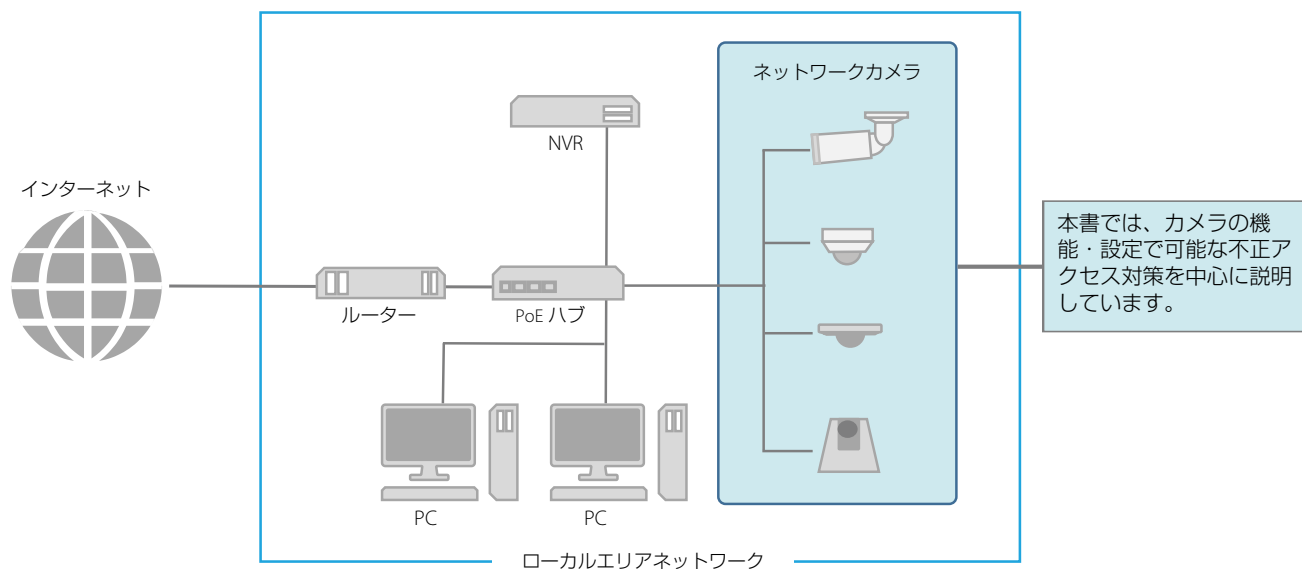 ネットワークカメラ
NVR
インターネット
本書では、カメラの機
能・設定で可能な不正ア
クセス対策を中心に説明
しています。
ルーター
PoE ハブ
PC
PC
ローカルエリアネットワーク